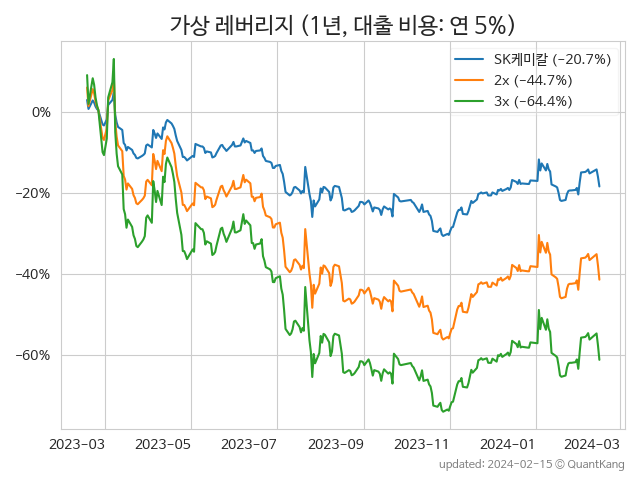 가상 레버리지 (1년, 대출 비용: 연 5%)
SK케미칼 (−20.7%)
2x (−44.7%)
3x (−64.4%)
0%
−20%
−40%
−60%
2023−03 2023−05 2023−07 2023−09 2023−11 2024−01 2024−03
updated: 2024-02-15 © QuantKang